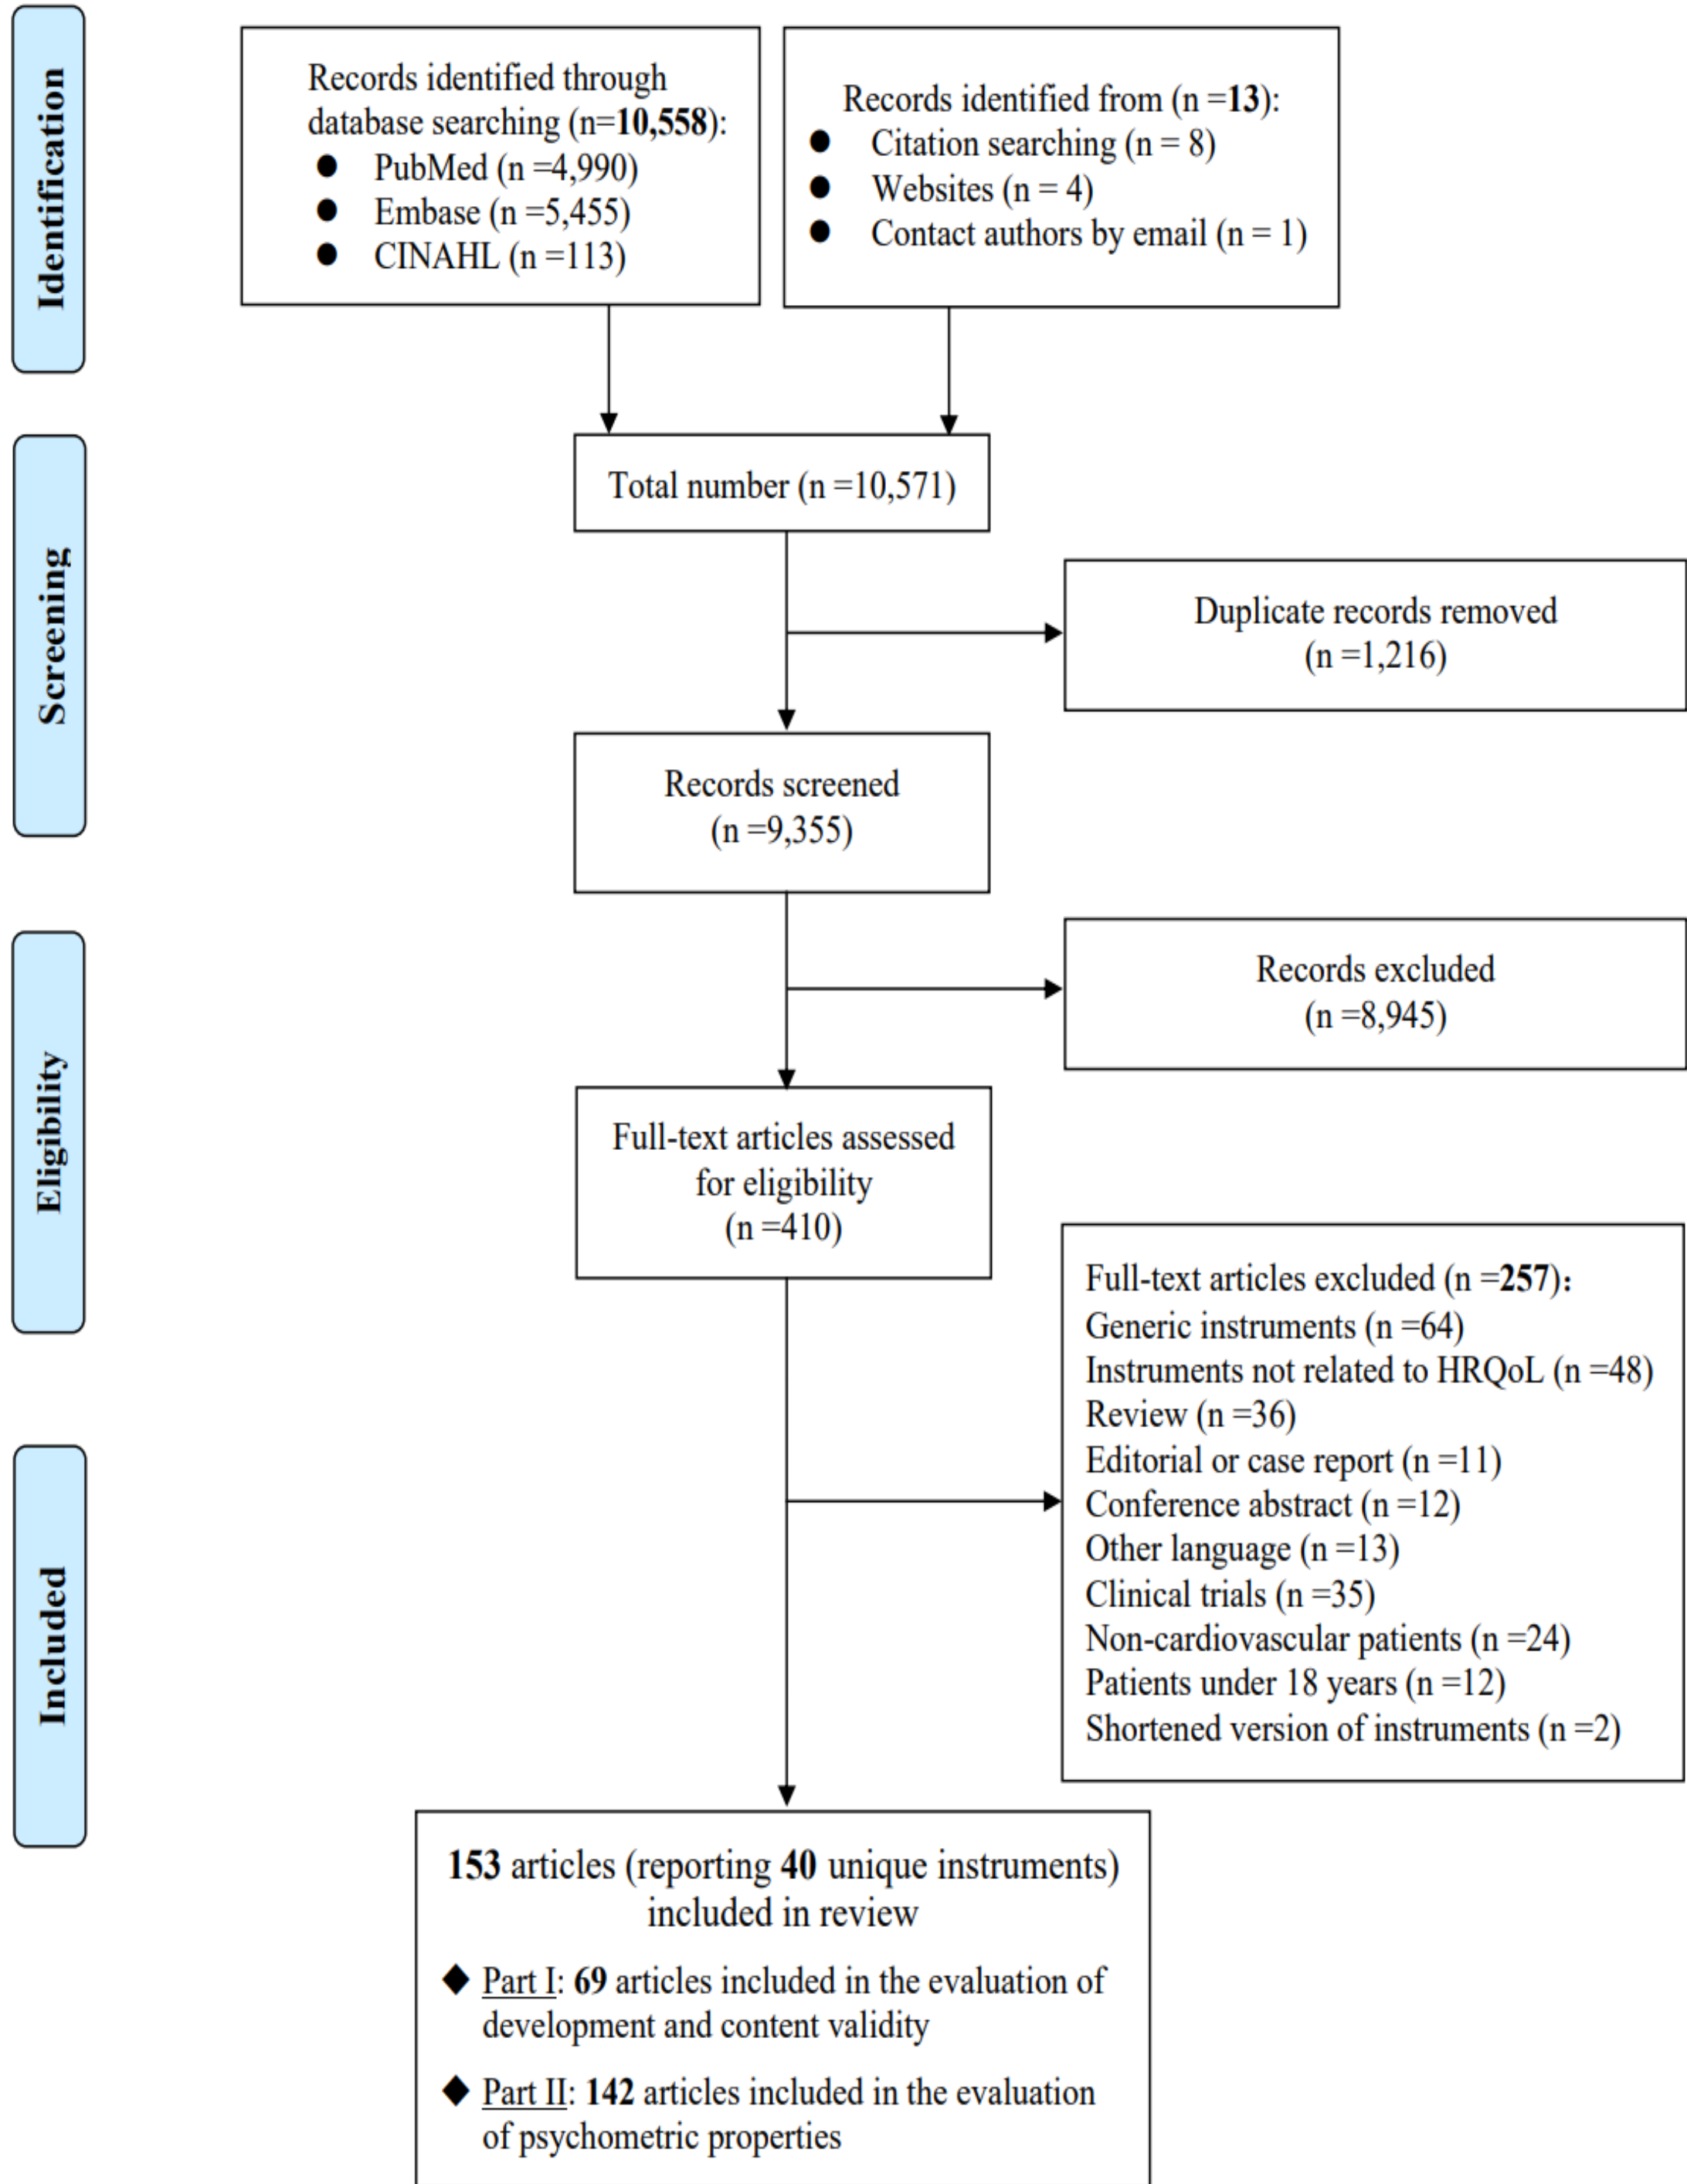 Identification
Records identified through
database searching (n=10,558):
● PubMed (n =4,990)
● Embase (n =5,455)
● CINAHL (n =113)
Records identified from (n =13):
● Citation searching (n = 8)
● Websites (n = 4)
● Contact authors by email (n = 1)
Screening
Total number (n =10,571)
Duplicate records removed
(n =1,216)
Records screened
(n =9,355)
Eligibility
Records excluded
(n =8,945)
Full-text articles assessed
for eligibility
(n =410)
Full-text articles excluded (n =257):
Generic instruments (n =64)
Instruments not related to HRQoL (n =48)
Review (n =36)
Editorial or case report (n =11)
Conference abstract (n =12)
Other language (n =13)
Clinical trials (n =35)
Non-cardiovascular patients (n =24)
Patients under 18 years (n =12)
Shortened version of instruments (n =2)
Included
153 articles (reporting 40 unique instruments)
included in review
◆ Part I: 69 articles included in the evaluation of
development and content validity
◆ Part II: 142 articles included in the evaluation
of psychometric properties